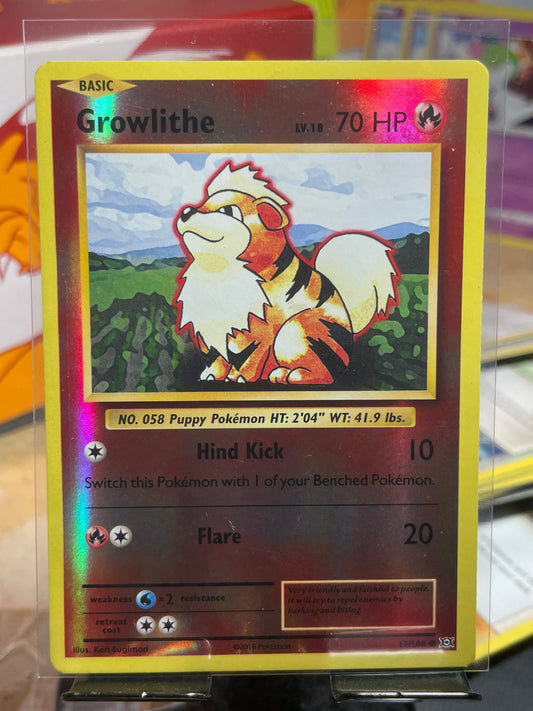 BASIC
Growlithe LV.18 70 HP
NO. 058 Puppy Pokémon HT: 2'04" WT: 41.9 lbs.
Hind Kick 10
Switch this Pokémon with 1 of your Benched Pokémon.
Flare 20
weakness ×2 resistance
retreat cost
Very friendly and faithful to people.
It will try to repel enemies by
barking and biting.
Illus. Ken Sugimori ©2016 Pokémon 17/108